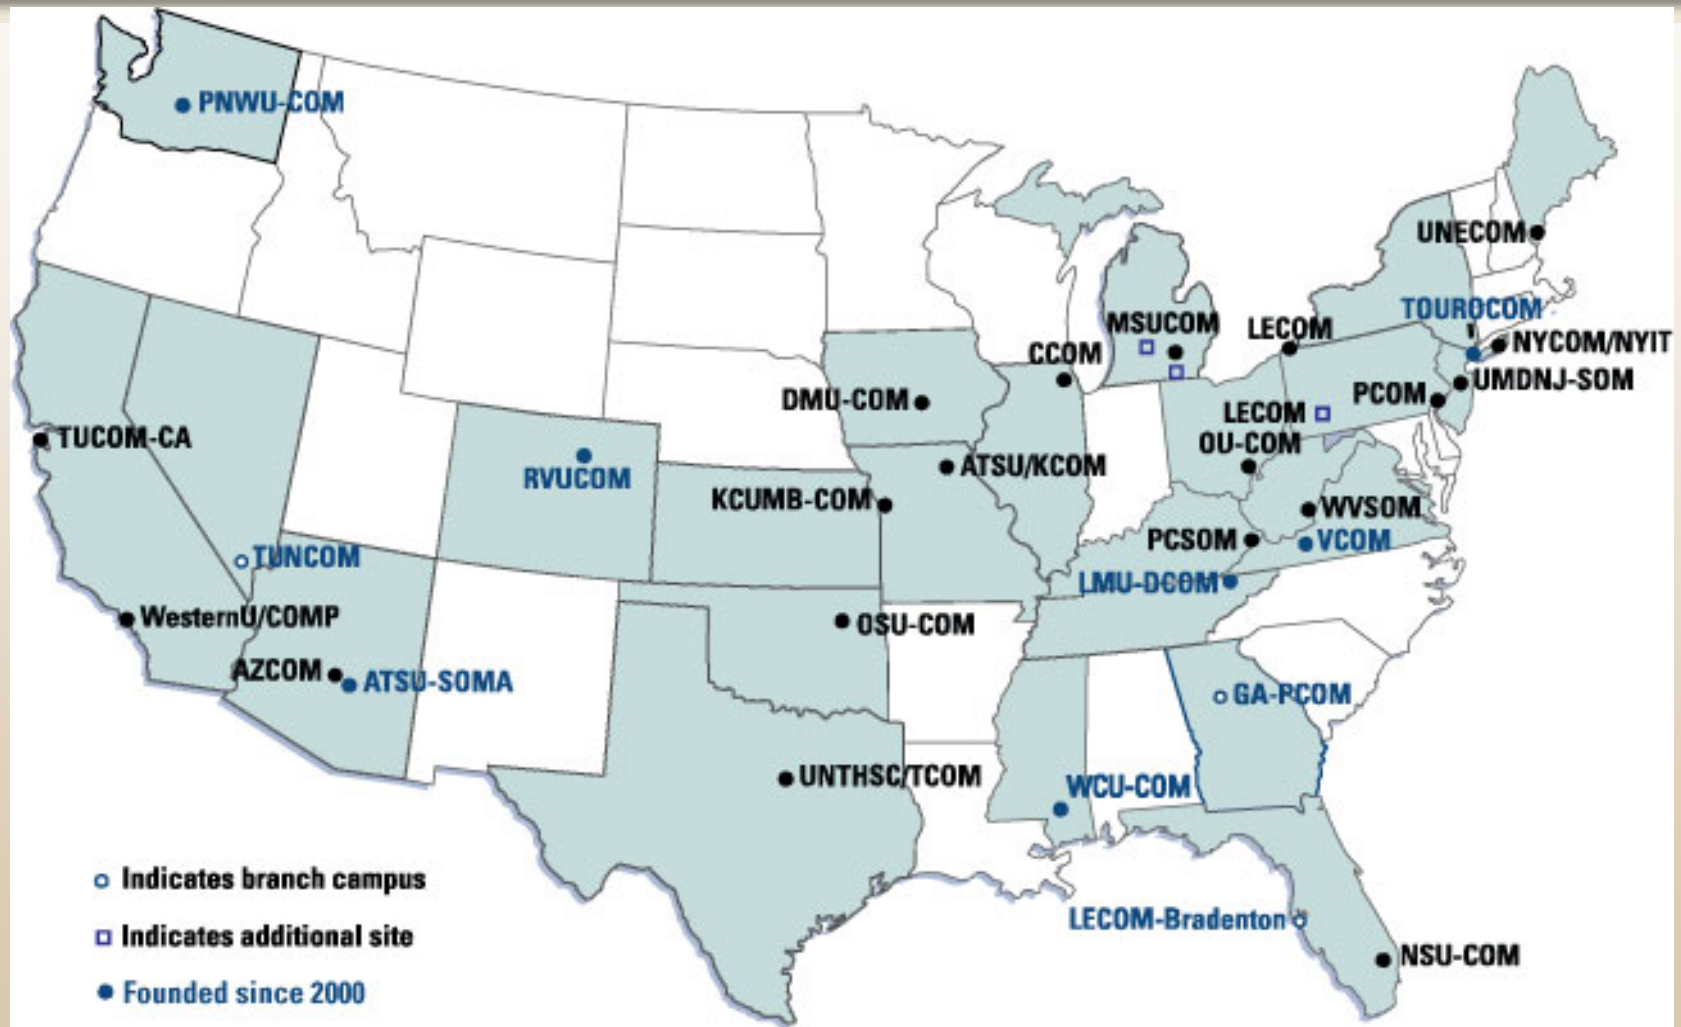 PNWU-COM
UNECOM
TOUROCOM
MSUCOM
LECOM
NYCOM/NYIT
CCOM
UMDNJ-SOM
DMU-COM
PCOM
LECOM
TUCOM-CA
OU-COM
ATSU/KCOM
RVUCOM
KCUMB-COM
WVSOM
PCSOM
VCOM
TUNCOM
LMU-DCOM
WesternU/COMP
OSU-COM
AZCOM
ATSU-SOMA
GA-PCOM
UNTHSC/TCOM
WCU-COM
Indicates branch campus
LECOM-Bradenton
Indicates additional site
NSU-COM
Founded since 2000